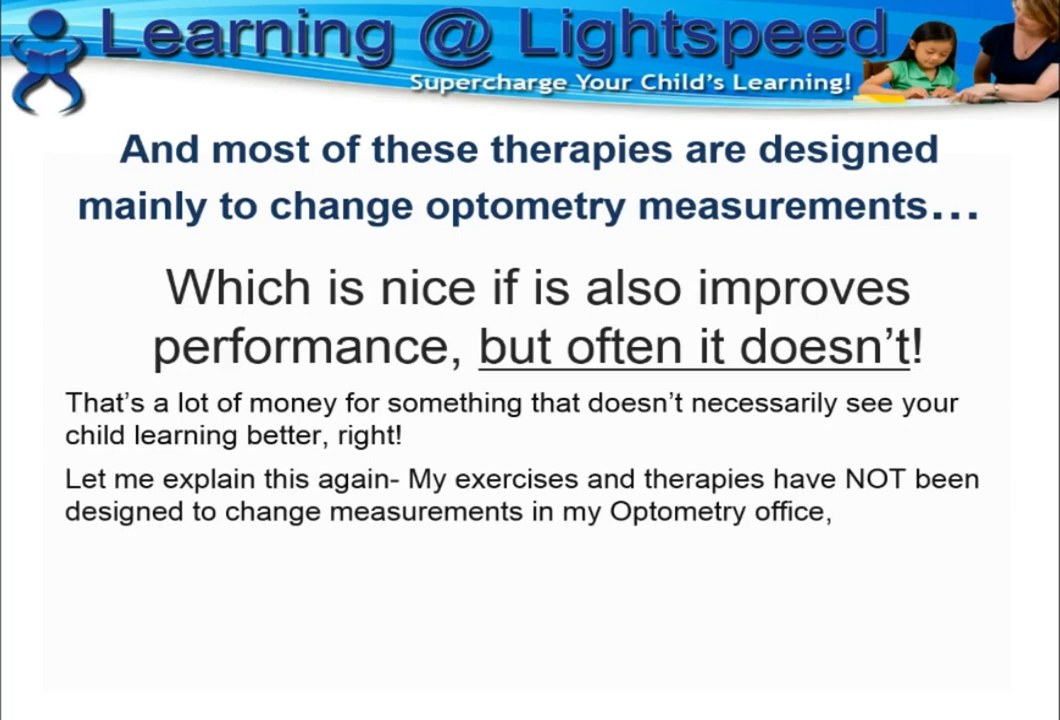 Learning @ Lightspeed
Supercharge Your Child's Learning!
And most of these therapies are designed
mainly to change optometry measurements...
Which is nice if is also improves
performance, but often it doesn't!
That's a lot of money for something that doesn't necessarily see your
child learning better, right!
Let me explain this again- My exercises and therapies have NOT been
designed to change measurements in my Optometry office,